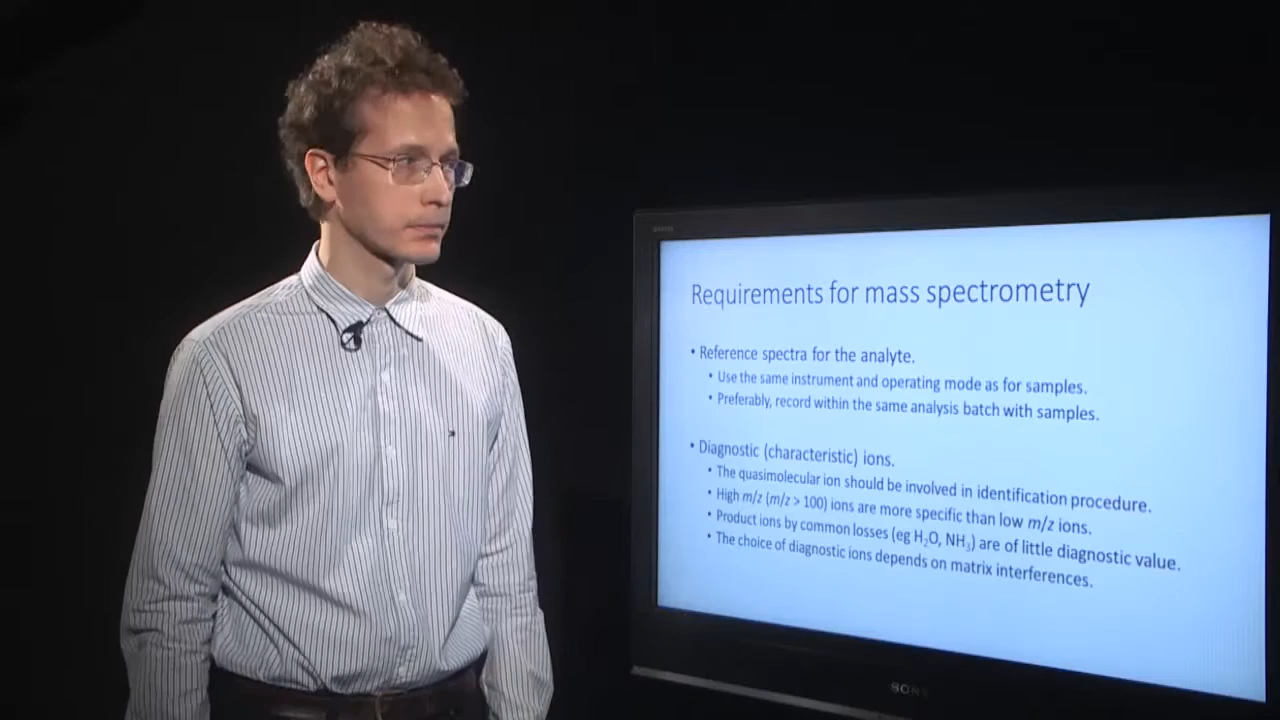 Requirements for mass spectrometry
• Reference spectra for the analyte.
• Use the same instrument and operating mode as for samples.
• Preferably, record within the same analysis batch with samples.
• Diagnostic (characteristic) ions.
• The quasimolecular ion should be involved in identification procedure.
• High m/z (m/z > 100) ions are more specific than low m/z ions.
• Product ions by common losses (eg H₂O, NH₃) are of little diagnostic value.
• The choice of diagnostic ions depends on matrix interferences.
SONY